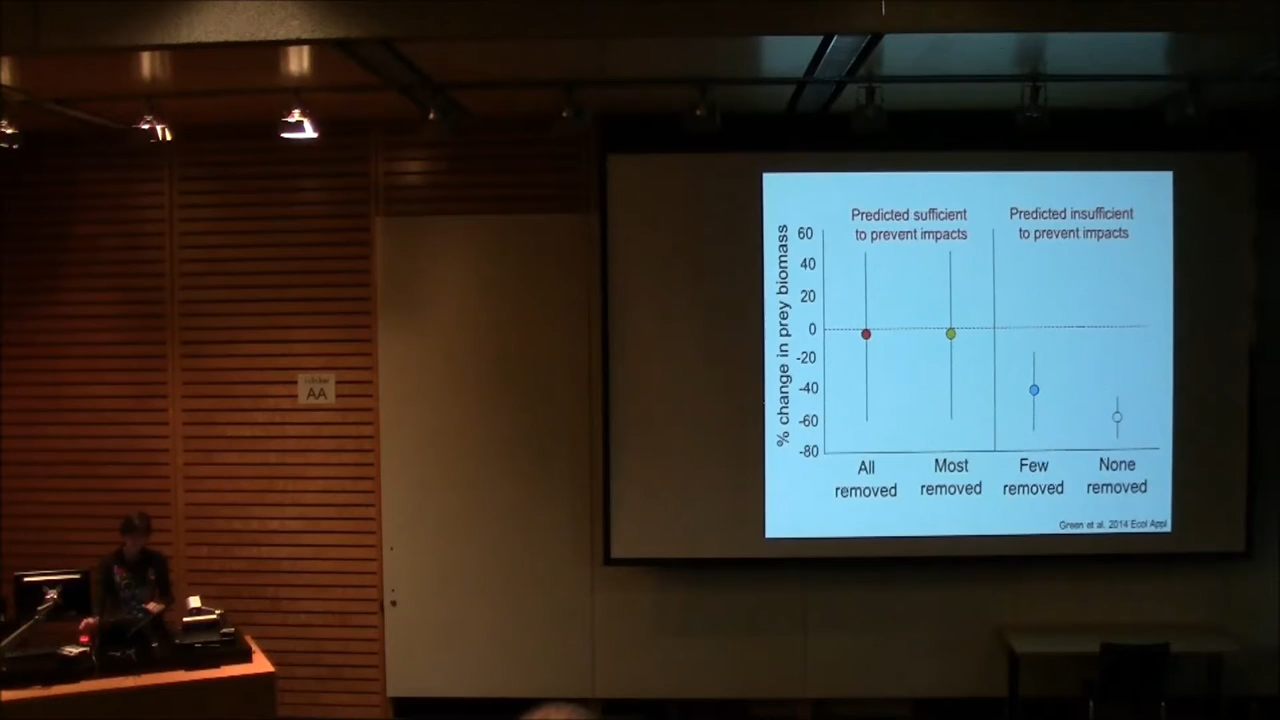 AA
Predicted sufficient
to prevent impacts
Predicted insufficient
to prevent impacts
% change in prey biomass
60
40
20
0
-20
-40
-60
-80
All
removed
Most
removed
Few
removed
None
removed
Green et al. 2014 Ecol Appl